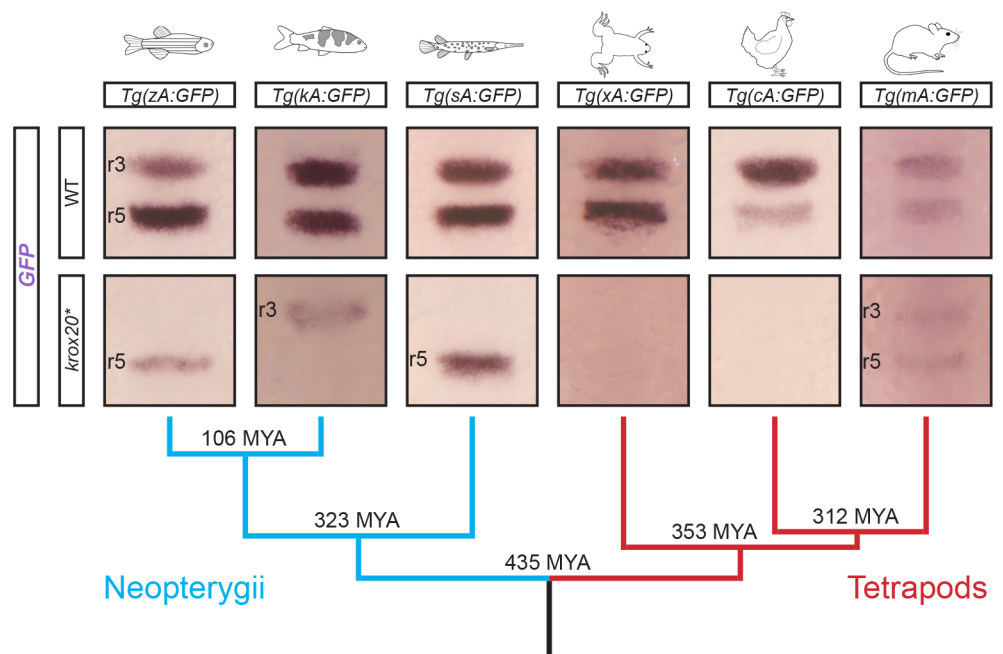 Tg(zA:GFP) Tg(kA:GFP) Tg(sA:GFP) Tg(xA:GFP) Tg(cA:GFP) Tg(mA:GFP)
GFP
WT
r3
r5
krox20*
r3
r3
r5
r5
r5
106 MYA
323 MYA
312 MYA
353 MYA
435 MYA
Neopterygii
Tetrapods